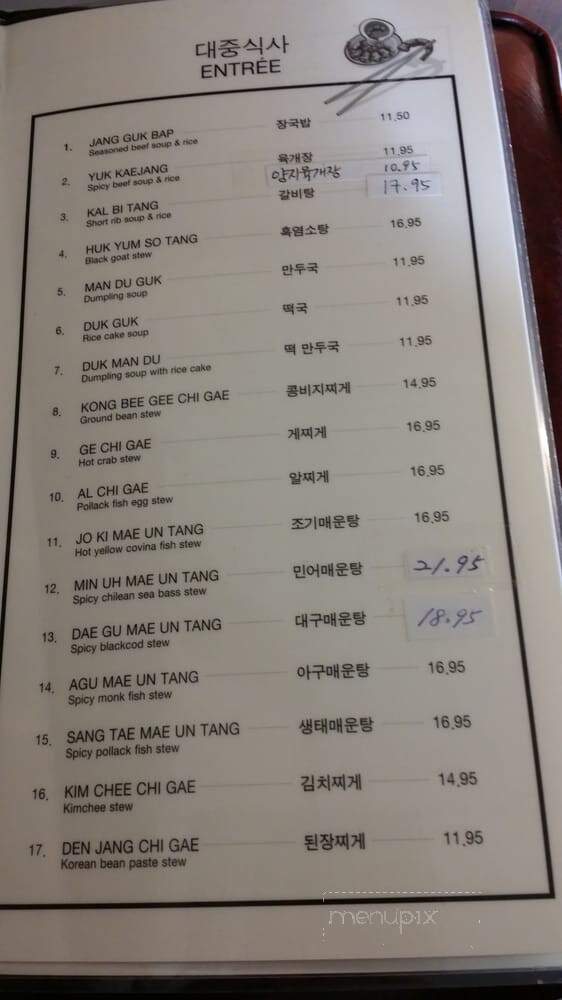 대중식사
ENTRÉE
1. JANG GUK BAP 장국밥 11.50
Seasoned beef soup & rice
2. YUK KAEJANG 육개장 11.95
Spicy beef soup & rice 양지육개장 10.95
3. KAL BI TANG 갈비탕 17.95
Short rib soup & rice
4. HUK YUM SO TANG 흑염소탕 16.95
Black goat stew
5. MAN DU GUK 만두국 11.95
Dumpling soup
6. DUK GUK 떡국 11.95
Rice cake soup
7. DUK MAN DU 떡 만두국 11.95
Dumpling soup with rice cake
8. KONG BEE GEE CHI GAE 콩비지찌게 14.95
Ground bean stew
9. GE CHI GAE 게찌게 16.95
Hot crab stew
10. AL CHI GAE 알찌게 16.95
Pollack fish egg stew
11. JO KI MAE UN TANG 조기매운탕 16.95
Hot yellow covina fish stew
12. MIN UH MAE UN TANG 민어매운탕 21.95
Spicy chilean sea bass stew
13. DAE GU MAE UN TANG 대구매운탕 18.95
Spicy blackcod stew
14. AGU MAE UN TANG 아구매운탕 16.95
Spicy monk fish stew
15. SANG TAE MAE UN TANG 생태매운탕 16.95
Spicy pollack fish stew
16. KIM CHEE CHI GAE 김치찌게 14.95
Kimchee stew
17. DEN JANG CHI GAE 된장찌게 11.95
Korean bean paste stew
menupix